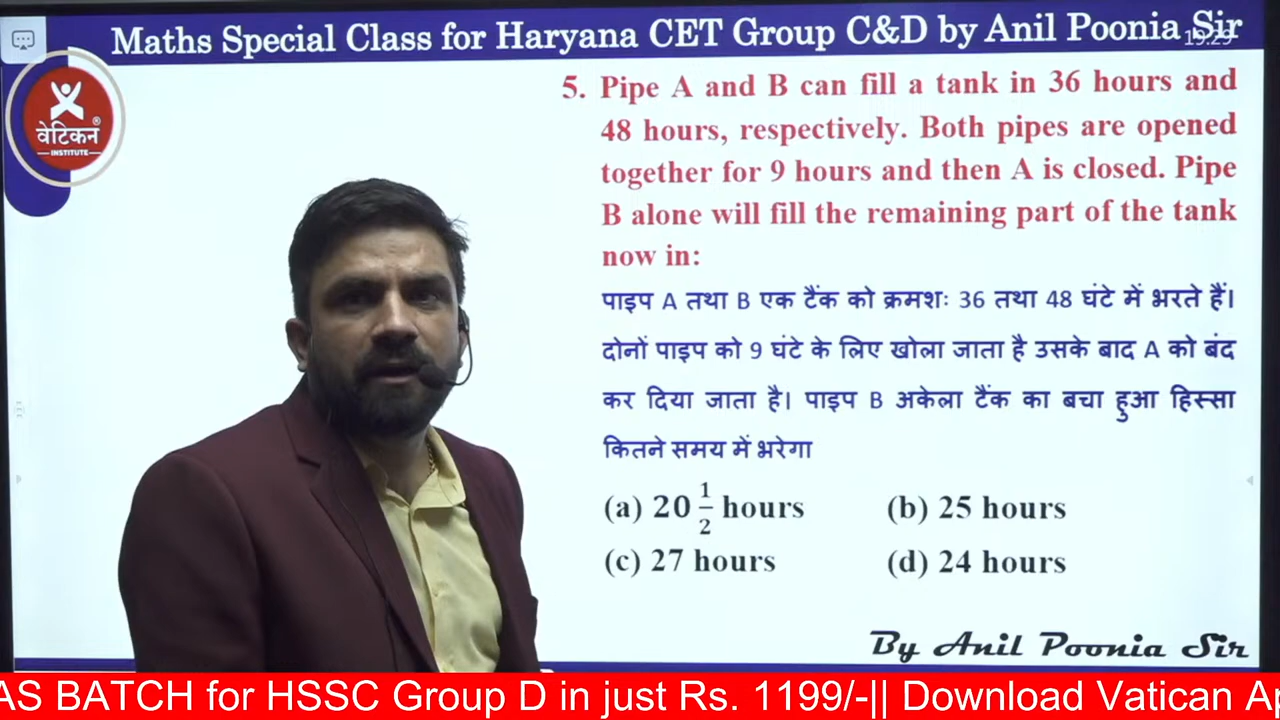 Maths Special Class for Haryana CET Group C&D by Anil Poonia Sir
19:29
वेटिकन
INSTITUTE
5. Pipe A and B can fill a tank in 36 hours and
48 hours, respectively. Both pipes are opened
together for 9 hours and then A is closed. Pipe
B alone will fill the remaining part of the tank
now in:
पाइप A तथा B एक टैंक को क्रमशः 36 तथा 48 घंटे में भरते हैं।
दोनों पाइप को 9 घंटे के लिए खोला जाता है उसके बाद A को बंद
कर दिया जाता है। पाइप B अकेला टैंक का बचा हुआ हिस्सा
कितने समय में भरेगा
(a) 20 1/2 hours (b) 25 hours
(c) 27 hours (d) 24 hours
By Anil Poonia Sir
AS BATCH for HSSC Group D in just Rs. 1199/-|| Download Vatican Ap